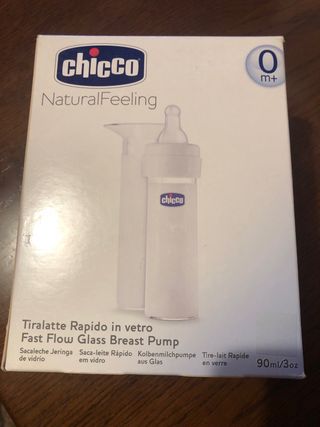 chicco
NaturalFeeling
0
m+
chicco
Tiralatte Rapido in vetro
Fast Flow Glass Breast Pump
Sacaleche Jeringa
de vidrio
Saca-leite Rápido
em vidro
Kolbenmilchpumpe
aus Glas
Tire-lait Rapide
en verre
90ml/3oz